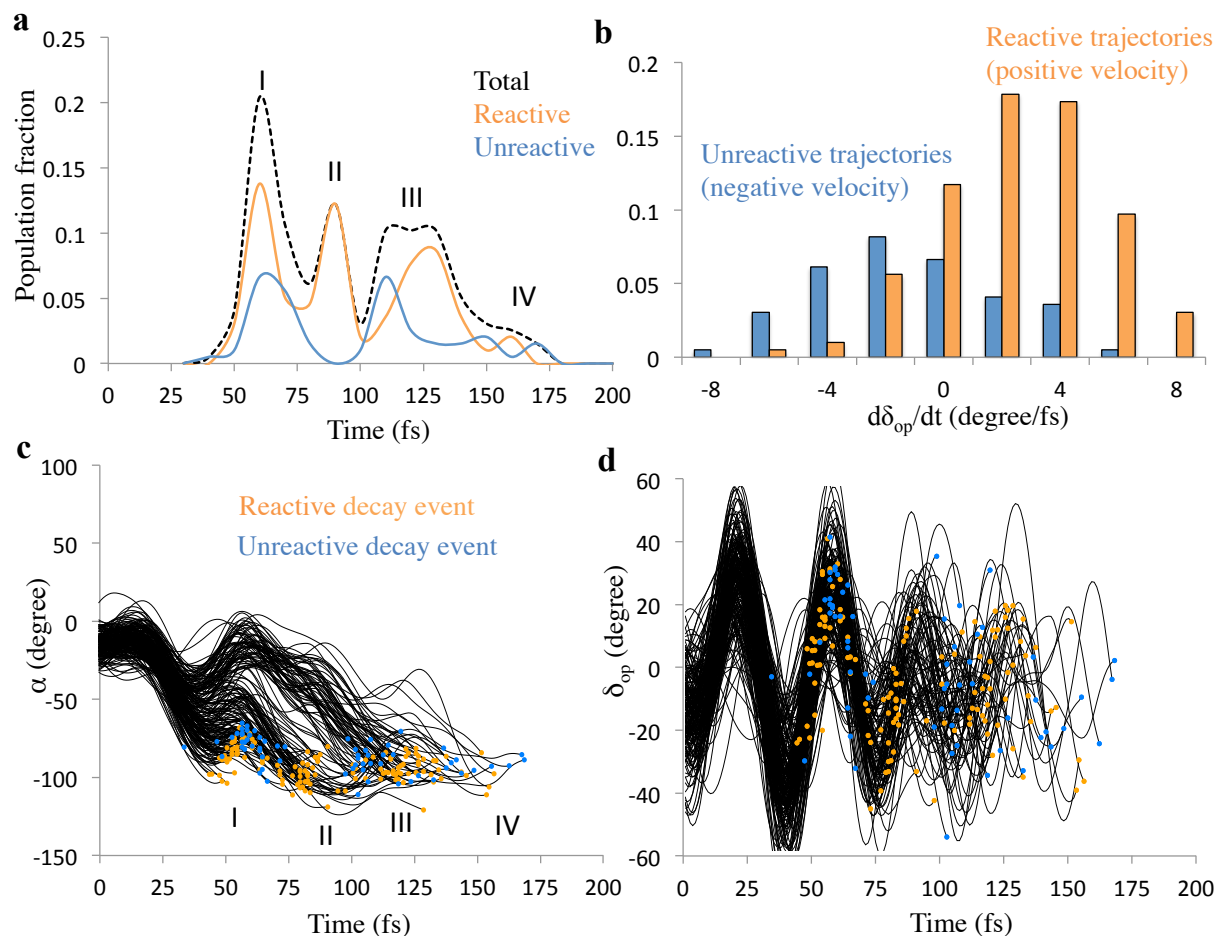 a
0.25
0.2
0.15
0.1
0.05
0
Population fraction
I
II
III
IV
Total
Reactive
Unreactive
0 25 50 75 100 125 150 175 200
Time (fs)
b
Reactive trajectories
(positive velocity)
0.2
0.15
0.1
0.05
0
Unreactive trajectories
(negative velocity)
-8 -4 0 4 8
dδop/dt (degree/fs)
c
100
50
0
-50
-100
-150
α (degree)
Reactive decay event
Unreactive decay event
I
II
III
IV
0 25 50 75 100 125 150 175 200
Time (fs)
d
60
40
20
0
-20
-40
-60
δop (degree)
0 25 50 75 100 125 150 175 200
Time (fs)